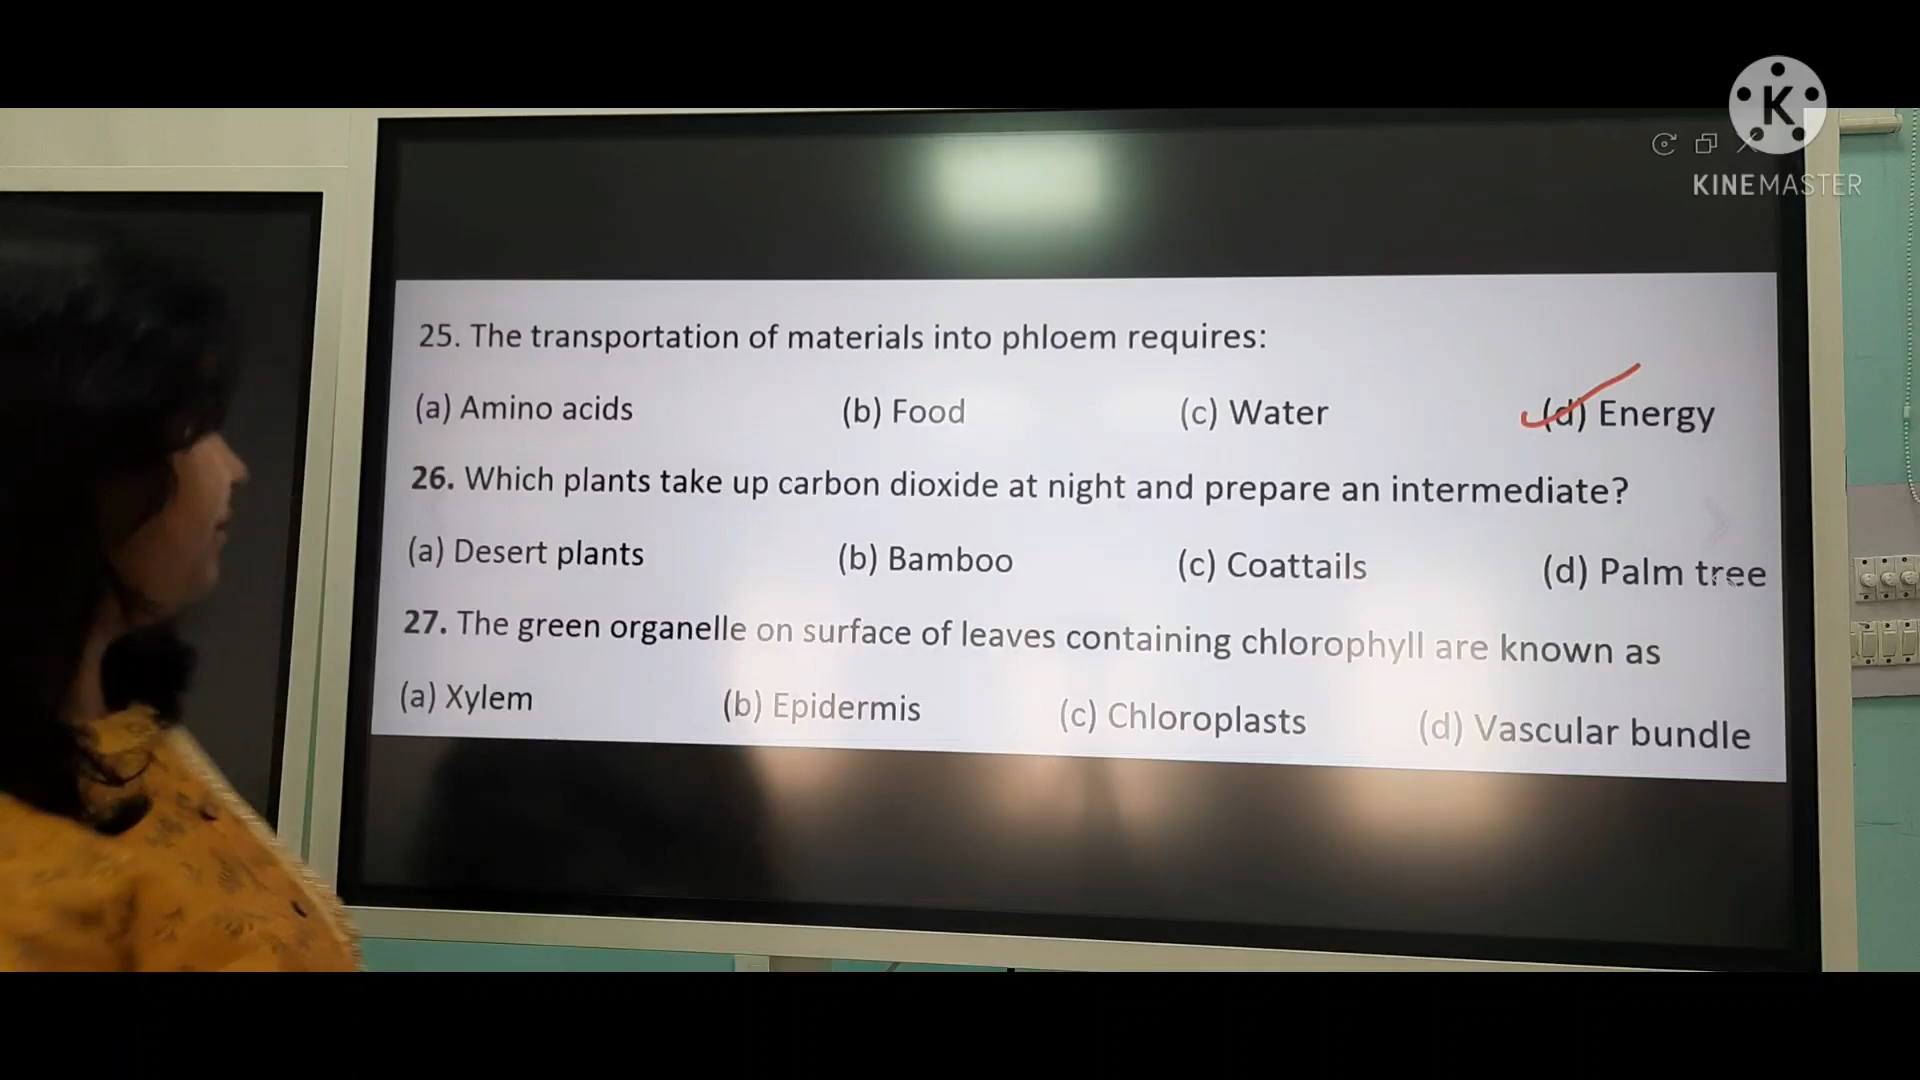 K
KINEMASTER
25. The transportation of materials into phloem requires:
(a) Amino acids (b) Food (c) Water (d) Energy
26. Which plants take up carbon dioxide at night and prepare an intermediate?
(a) Desert plants (b) Bamboo (c) Coattails (d) Palm tree
27. The green organelle on surface of leaves containing chlorophyll are known as
(a) Xylem (b) Epidermis (c) Chloroplasts (d) Vascular bundle